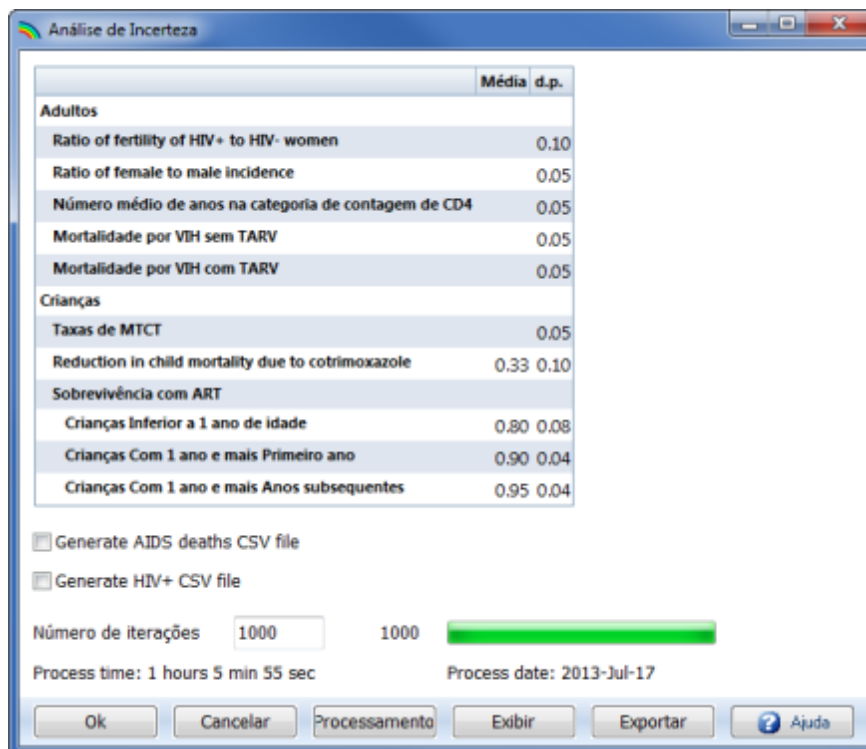 Análise de Incerteza
Média d.p.
Adultos
Ratio of fertility of HIV+ to HIV- women 0.10
Ratio of female to male incidence 0.05
Número médio de anos na categoria de contagem de CD4 0.05
Mortalidade por VIH sem TARV 0.05
Mortalidade por VIH com TARV 0.05
Crianças
Taxas de MTCT 0.05
Reduction in child mortality due to cotrimoxazole 0.33 0.10
Sobrevivência com ART
Crianças Inferior a 1 ano de idade 0.80 0.08
Crianças Com 1 ano e mais Primeiro ano 0.90 0.04
Crianças Com 1 ano e mais Anos subsequentes 0.95 0.04
Generate AIDS deaths CSV file
Generate HIV+ CSV file
Número de iterações 1000 1000
Process time: 1 hours 5 min 55 sec Process date: 2013-Jul-17
Ok Cancelar Processamento Exibir Exportar Ajuda